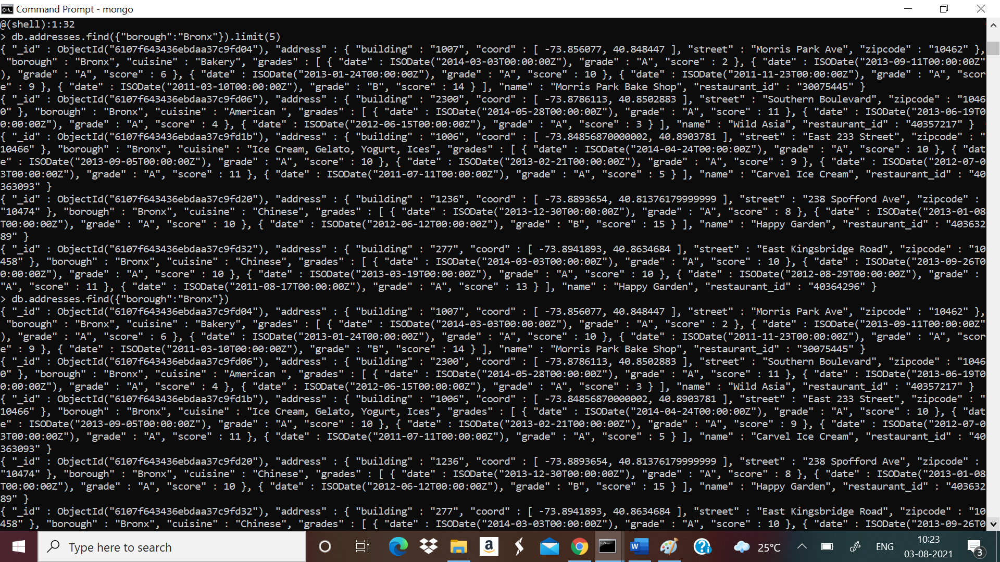 Command Prompt - mongo
@(shell):1:32
> db.addresses.find({"borough":"Bronx"}).limit(5)
{ "_id" : ObjectId("6107f643436ebdaa37c9fd04"), "address" : { "building" : "1007", "coord" : [ -73.856077, 40.848447 ], "street" : "Morris Park Ave", "zipcode" : "10462" },
 "borough" : "Bronx", "cuisine" : "Bakery", "grades" : [ { "date" : ISODate("2014-03-03T00:00:00Z"), "grade" : "A", "score" : 2 }, { "date" : ISODate("2013-09-11T00:00:00Z"
), "grade" : "A", "score" : 6 }, { "date" : ISODate("2013-01-24T00:00:00Z"), "grade" : "A", "score" : 10 }, { "date" : ISODate("2011-11-23T00:00:00Z"), "grade" : "A", "scor
e" : 9 }, { "date" : ISODate("2011-03-10T00:00:00Z"), "grade" : "B", "score" : 14 } ], "name" : "Morris Park Bake Shop", "restaurant_id" : "30075445" }
{ "_id" : ObjectId("6107f643436ebdaa37c9fd06"), "address" : { "building" : "2300", "coord" : [ -73.8786113, 40.8502883 ], "street" : "Southern Boulevard", "zipcode" : "1046
0" }, "borough" : "Bronx", "cuisine" : "American ", "grades" : [ { "date" : ISODate("2014-05-28T00:00:00Z"), "grade" : "A", "score" : 11 }, { "date" : ISODate("2013-06-19T0
0:00:00Z"), "grade" : "A", "score" : 4 }, { "date" : ISODate("2012-06-15T00:00:00Z"), "grade" : "A", "score" : 3 } ], "name" : "Wild Asia", "restaurant_id" : "40357217" }
{ "_id" : ObjectId("6107f643436ebdaa37c9fd1b"), "address" : { "building" : "1006", "coord" : [ -73.84856870000002, 40.8903781 ], "street" : "East 233 Street", "zipcode" : "
10466" }, "borough" : "Bronx", "cuisine" : "Ice Cream, Gelato, Yogurt, Ices", "grades" : [ { "date" : ISODate("2014-04-24T00:00:00Z"), "grade" : "A", "score" : 10 }, { "dat
e" : ISODate("2013-09-05T00:00:00Z"), "grade" : "A", "score" : 10 }, { "date" : ISODate("2013-02-21T00:00:00Z"), "grade" : "A", "score" : 9 }, { "date" : ISODate("2012-07-0
3T00:00:00Z"), "grade" : "A", "score" : 11 }, { "date" : ISODate("2011-07-11T00:00:00Z"), "grade" : "A", "score" : 5 } ], "name" : "Carvel Ice Cream", "restaurant_id" : "40
363093" }
{ "_id" : ObjectId("6107f643436ebdaa37c9fd20"), "address" : { "building" : "1236", "coord" : [ -73.8893654, 40.81376179999999 ], "street" : "238 Spofford Ave", "zipcode" :
"10474" }, "borough" : "Bronx", "cuisine" : "Chinese", "grades" : [ { "date" : ISODate("2013-12-30T00:00:00Z"), "grade" : "A", "score" : 8 }, { "date" : ISODate("2013-01-08
T00:00:00Z"), "grade" : "A", "score" : 10 }, { "date" : ISODate("2012-06-12T00:00:00Z"), "grade" : "B", "score" : 15 } ], "name" : "Happy Garden", "restaurant_id" : "403632
89" }
{ "_id" : ObjectId("6107f643436ebdaa37c9fd32"), "address" : { "building" : "277", "coord" : [ -73.8941893, 40.8634684 ], "street" : "East Kingsbridge Road", "zipcode" : "10
458" }, "borough" : "Bronx", "cuisine" : "Chinese", "grades" : [ { "date" : ISODate("2014-03-03T00:00:00Z"), "grade" : "A", "score" : 10 }, { "date" : ISODate("2013-09-26T0
0:00:00Z"), "grade" : "A", "score" : 10 }, { "date" : ISODate("2013-03-19T00:00:00Z"), "grade" : "A", "score" : 10 }, { "date" : ISODate("2012-08-29T00:00:00Z"), "grade" :
"A", "score" : 11 }, { "date" : ISODate("2011-08-17T00:00:00Z"), "grade" : "A", "score" : 13 } ], "name" : "Happy Garden", "restaurant_id" : "40364296" }
> db.addresses.find({"borough":"Bronx"})
{ "_id" : ObjectId("6107f643436ebdaa37c9fd04"), "address" : { "building" : "1007", "coord" : [ -73.856077, 40.848447 ], "street" : "Morris Park Ave", "zipcode" : "10462" },
 "borough" : "Bronx", "cuisine" : "Bakery", "grades" : [ { "date" : ISODate("2014-03-03T00:00:00Z"), "grade" : "A", "score" : 2 }, { "date" : ISODate("2013-09-11T00:00:00Z"
), "grade" : "A", "score" : 6 }, { "date" : ISODate("2013-01-24T00:00:00Z"), "grade" : "A", "score" : 10 }, { "date" : ISODate("2011-11-23T00:00:00Z"), "grade" : "A", "scor
e" : 9 }, { "date" : ISODate("2011-03-10T00:00:00Z"), "grade" : "B", "score" : 14 } ], "name" : "Morris Park Bake Shop", "restaurant_id" : "30075445" }
{ "_id" : ObjectId("6107f643436ebdaa37c9fd06"), "address" : { "building" : "2300", "coord" : [ -73.8786113, 40.8502883 ], "street" : "Southern Boulevard", "zipcode" : "1046
0" }, "borough" : "Bronx", "cuisine" : "American ", "grades" : [ { "date" : ISODate("2014-05-28T00:00:00Z"), "grade" : "A", "score" : 11 }, { "date" : ISODate("2013-06-19T0
0:00:00Z"), "grade" : "A", "score" : 4 }, { "date" : ISODate("2012-06-15T00:00:00Z"), "grade" : "A", "score" : 3 } ], "name" : "Wild Asia", "restaurant_id" : "40357217" }
{ "_id" : ObjectId("6107f643436ebdaa37c9fd1b"), "address" : { "building" : "1006", "coord" : [ -73.84856870000002, 40.8903781 ], "street" : "East 233 Street", "zipcode" : "
10466" }, "borough" : "Bronx", "cuisine" : "Ice Cream, Gelato, Yogurt, Ices", "grades" : [ { "date" : ISODate("2014-04-24T00:00:00Z"), "grade" : "A", "score" : 10 }, { "dat
e" : ISODate("2013-09-05T00:00:00Z"), "grade" : "A", "score" : 10 }, { "date" : ISODate("2013-02-21T00:00:00Z"), "grade" : "A", "score" : 9 }, { "date" : ISODate("2012-07-0
3T00:00:00Z"), "grade" : "A", "score" : 11 }, { "date" : ISODate("2011-07-11T00:00:00Z"), "grade" : "A", "score" : 5 } ], "name" : "Carvel Ice Cream", "restaurant_id" : "40
363093" }
{ "_id" : ObjectId("6107f643436ebdaa37c9fd20"), "address" : { "building" : "1236", "coord" : [ -73.8893654, 40.81376179999999 ], "street" : "238 Spofford Ave", "zipcode" :
"10474" }, "borough" : "Bronx", "cuisine" : "Chinese", "grades" : [ { "date" : ISODate("2013-12-30T00:00:00Z"), "grade" : "A", "score" : 8 }, { "date" : ISODate("2013-01-08
T00:00:00Z"), "grade" : "A", "score" : 10 }, { "date" : ISODate("2012-06-12T00:00:00Z"), "grade" : "B", "score" : 15 } ], "name" : "Happy Garden", "restaurant_id" : "403632
89" }
{ "_id" : ObjectId("6107f643436ebdaa37c9fd32"), "address" : { "building" : "277", "coord" : [ -73.8941893, 40.8634684 ], "street" : "East Kingsbridge Road", "zipcode" : "10
458" }, "borough" : "Bronx", "cuisine" : "Chinese", "grades" : [ { "date" : ISODate("2014-03-03T00:00:00Z"), "grade" : "A", "score" : 10 }, { "date" : ISODate("2013-09-26T0
Type here to search
25°C
ENG
10:23
03-08-2021
3